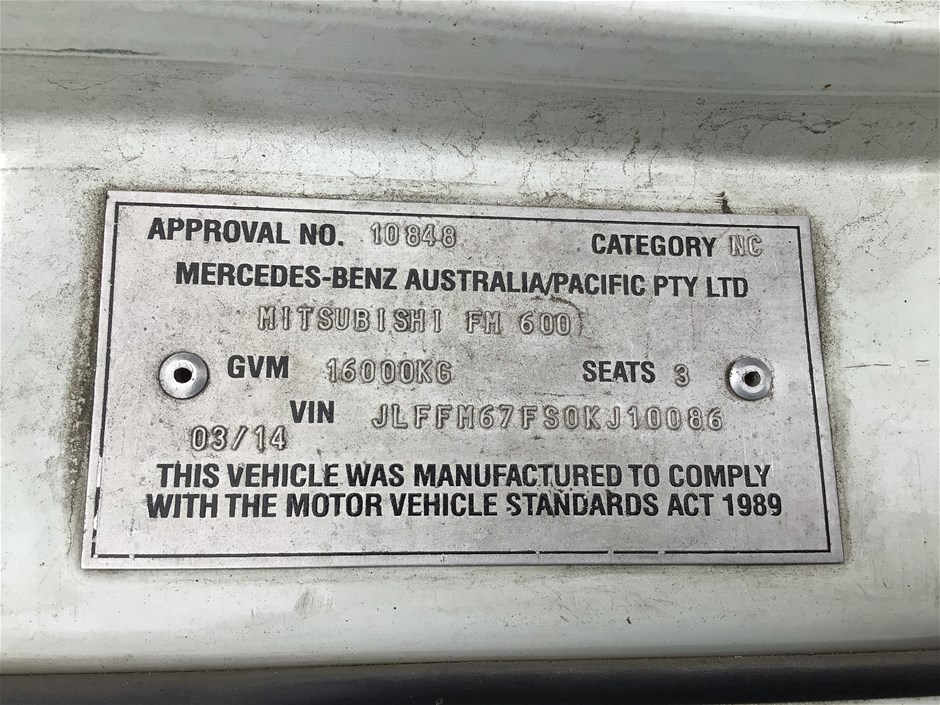 APPROVAL NO. 10848 CATEGORY NC
MERCEDES-BENZ AUSTRALIA/PACIFIC PTY LTD
MITSUBISHI FM 600
GVM 16000KG SEATS 3
VIN JLFFM67FS0KJ10086
03/14
THIS VEHICLE WAS MANUFACTURED TO COMPLY
WITH THE MOTOR VEHICLE STANDARDS ACT 1989